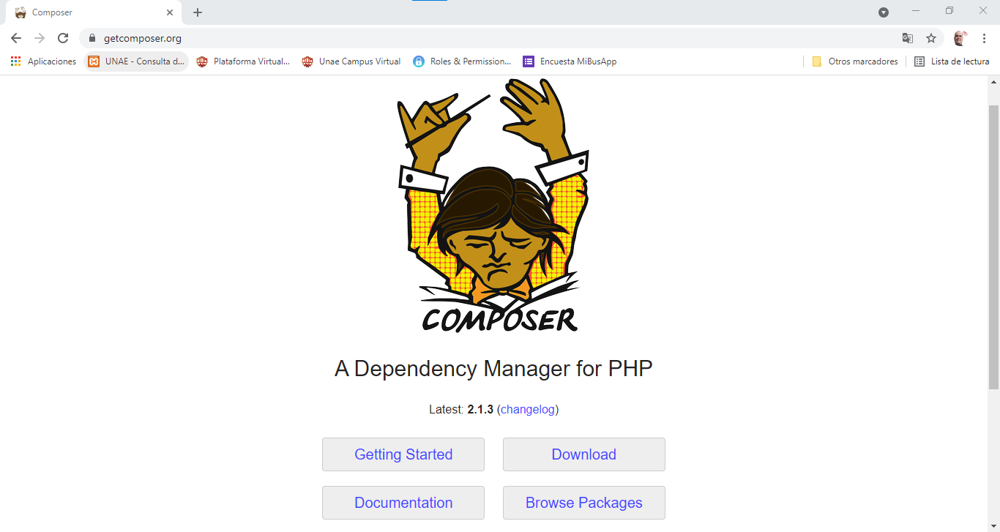 Composer
getcomposer.org
Aplicaciones UNAE - Consulta d... Plataforma Virtual... Unae Campus Virtual Roles & Permission... Encuesta MiBusApp Otros marcadores Lista de lectura
COMPOSER
A Dependency Manager for PHP
Latest: 2.1.3 (changelog)
Getting Started Download
Documentation Browse Packages